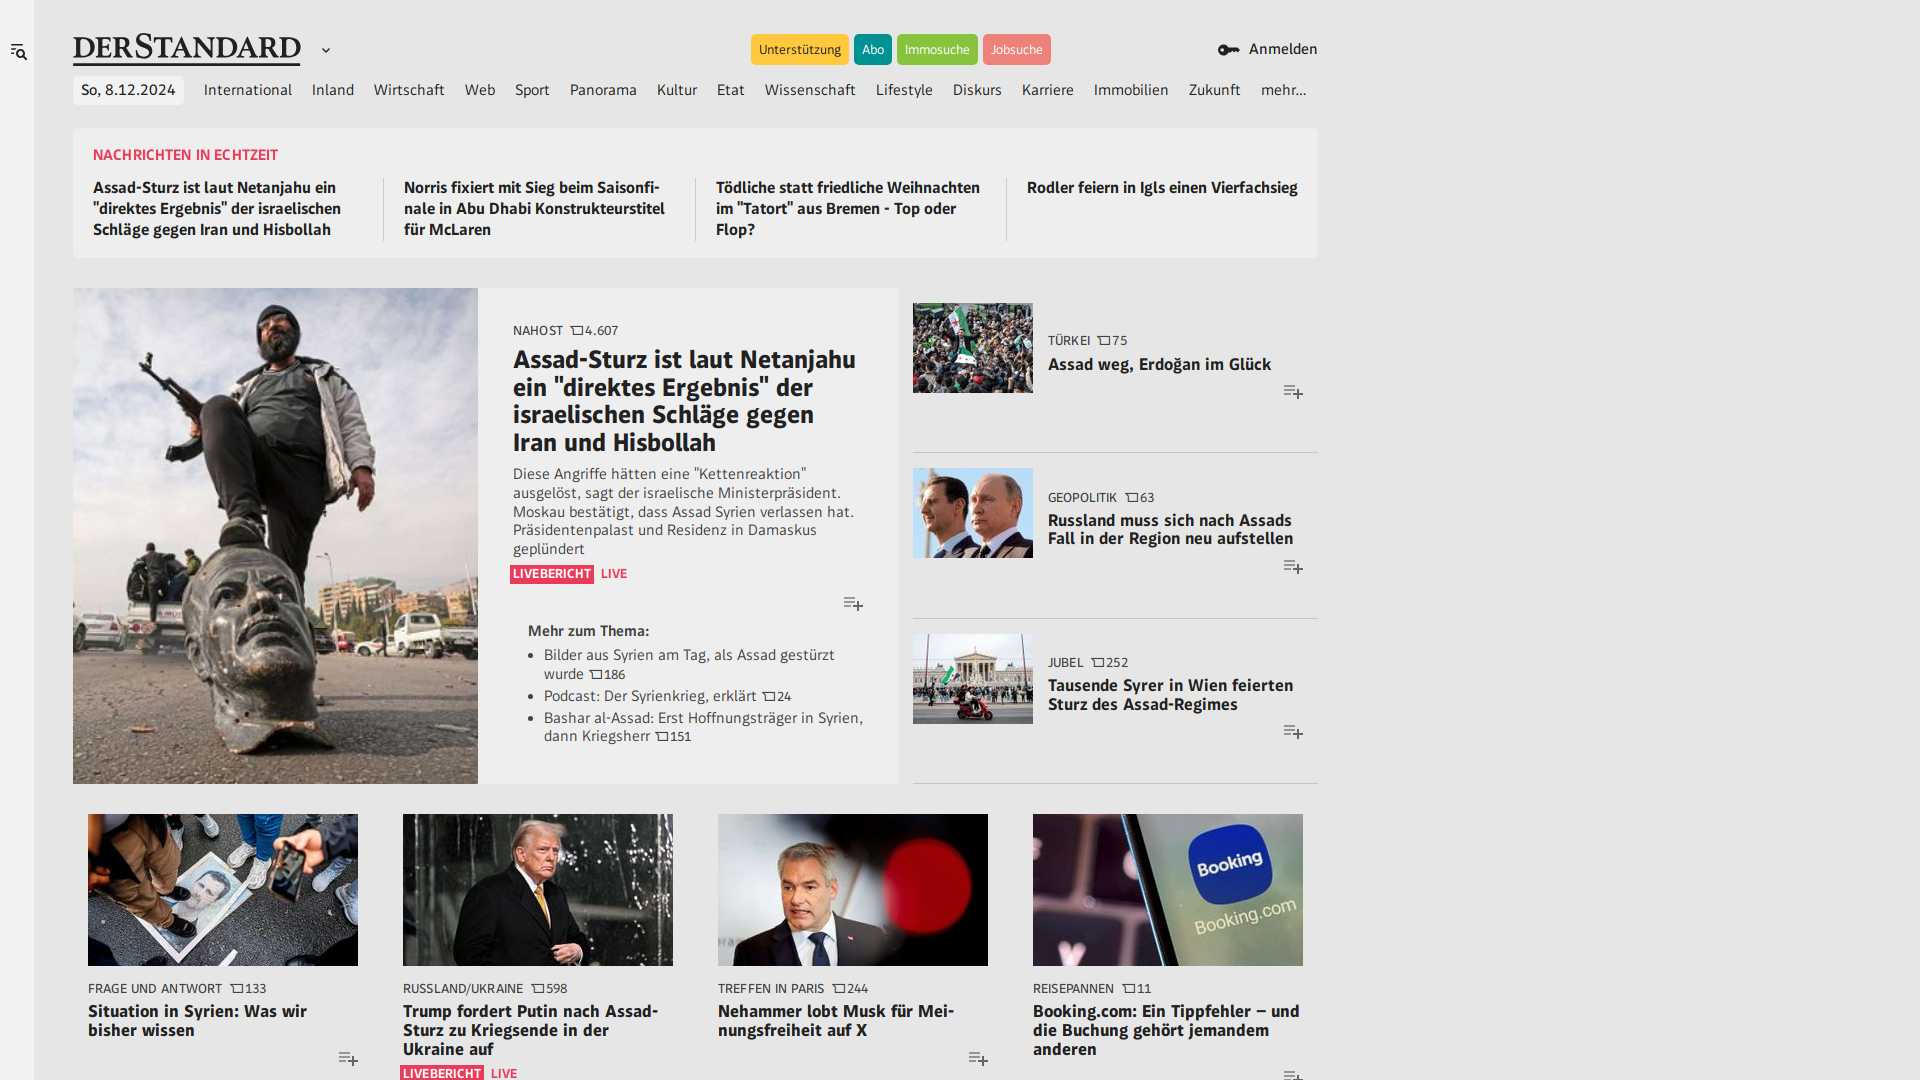 DERSTANDARD
Unterstützung
Abo
Immosuche
Jobsuche
Anmelden
So, 8.12.2024
International
Inland
Wirtschaft
Web
Sport
Panorama
Kultur
Etat
Wissenschaft
Lifestyle
Diskurs
Karriere
Immobilien
Zukunft
mehr...
NACHRICHTEN IN ECHTZEIT
Assad-Sturz ist laut Netanjahu ein
"direktes Ergebnis" der israelischen
Schläge gegen Iran und Hisbollah
Norris fixiert mit Sieg beim Saisonfi-
nale in Abu Dhabi Konstrukteurstitel
für McLaren
Tödliche statt friedliche Weihnachten
im "Tatort" aus Bremen - Top oder
Flop?
Rodler feiern in Igls einen Vierfachsieg
NAHOST 4.607
Assad-Sturz ist laut Netanjahu
ein "direktes Ergebnis" der
israelischen Schläge gegen
Iran und Hisbollah
Diese Angriffe hätten eine "Kettenreaktion"
ausgelöst, sagt der israelische Ministerpräsident.
Moskau bestätigt, dass Assad Syrien verlassen hat.
Präsidentenpalast und Residenz in Damaskus
geplündert
LIVEBERICHT LIVE
Mehr zum Thema:
Bilder aus Syrien am Tag, als Assad gestürzt
wurde 186
Podcast: Der Syrienkrieg, erklärt 24
Bashar al-Assad: Erst Hoffnungsträger in Syrien,
dann Kriegsherr 151
TÜRKEI 75
Assad weg, Erdoğan im Glück
GEOPOLITIK 63
Russland muss sich nach Assads
Fall in der Region neu aufstellen
JUBEL 252
Tausende Syrer in Wien feierten
Sturz des Assad-Regimes
FRAGE UND ANTWORT 133
Situation in Syrien: Was wir
bisher wissen
RUSSLAND/UKRAINE 598
Trump fordert Putin nach Assad-
Sturz zu Kriegsende in der
Ukraine auf
LIVEBERICHT LIVE
TREFFEN IN PARIS 244
Nehammer lobt Musk für Mei-
nungsfreiheit auf X
Booking
Booking.com
REISEPANNEN 11
Booking.com: Ein Tippfehler – und
die Buchung gehört jemandem
anderen